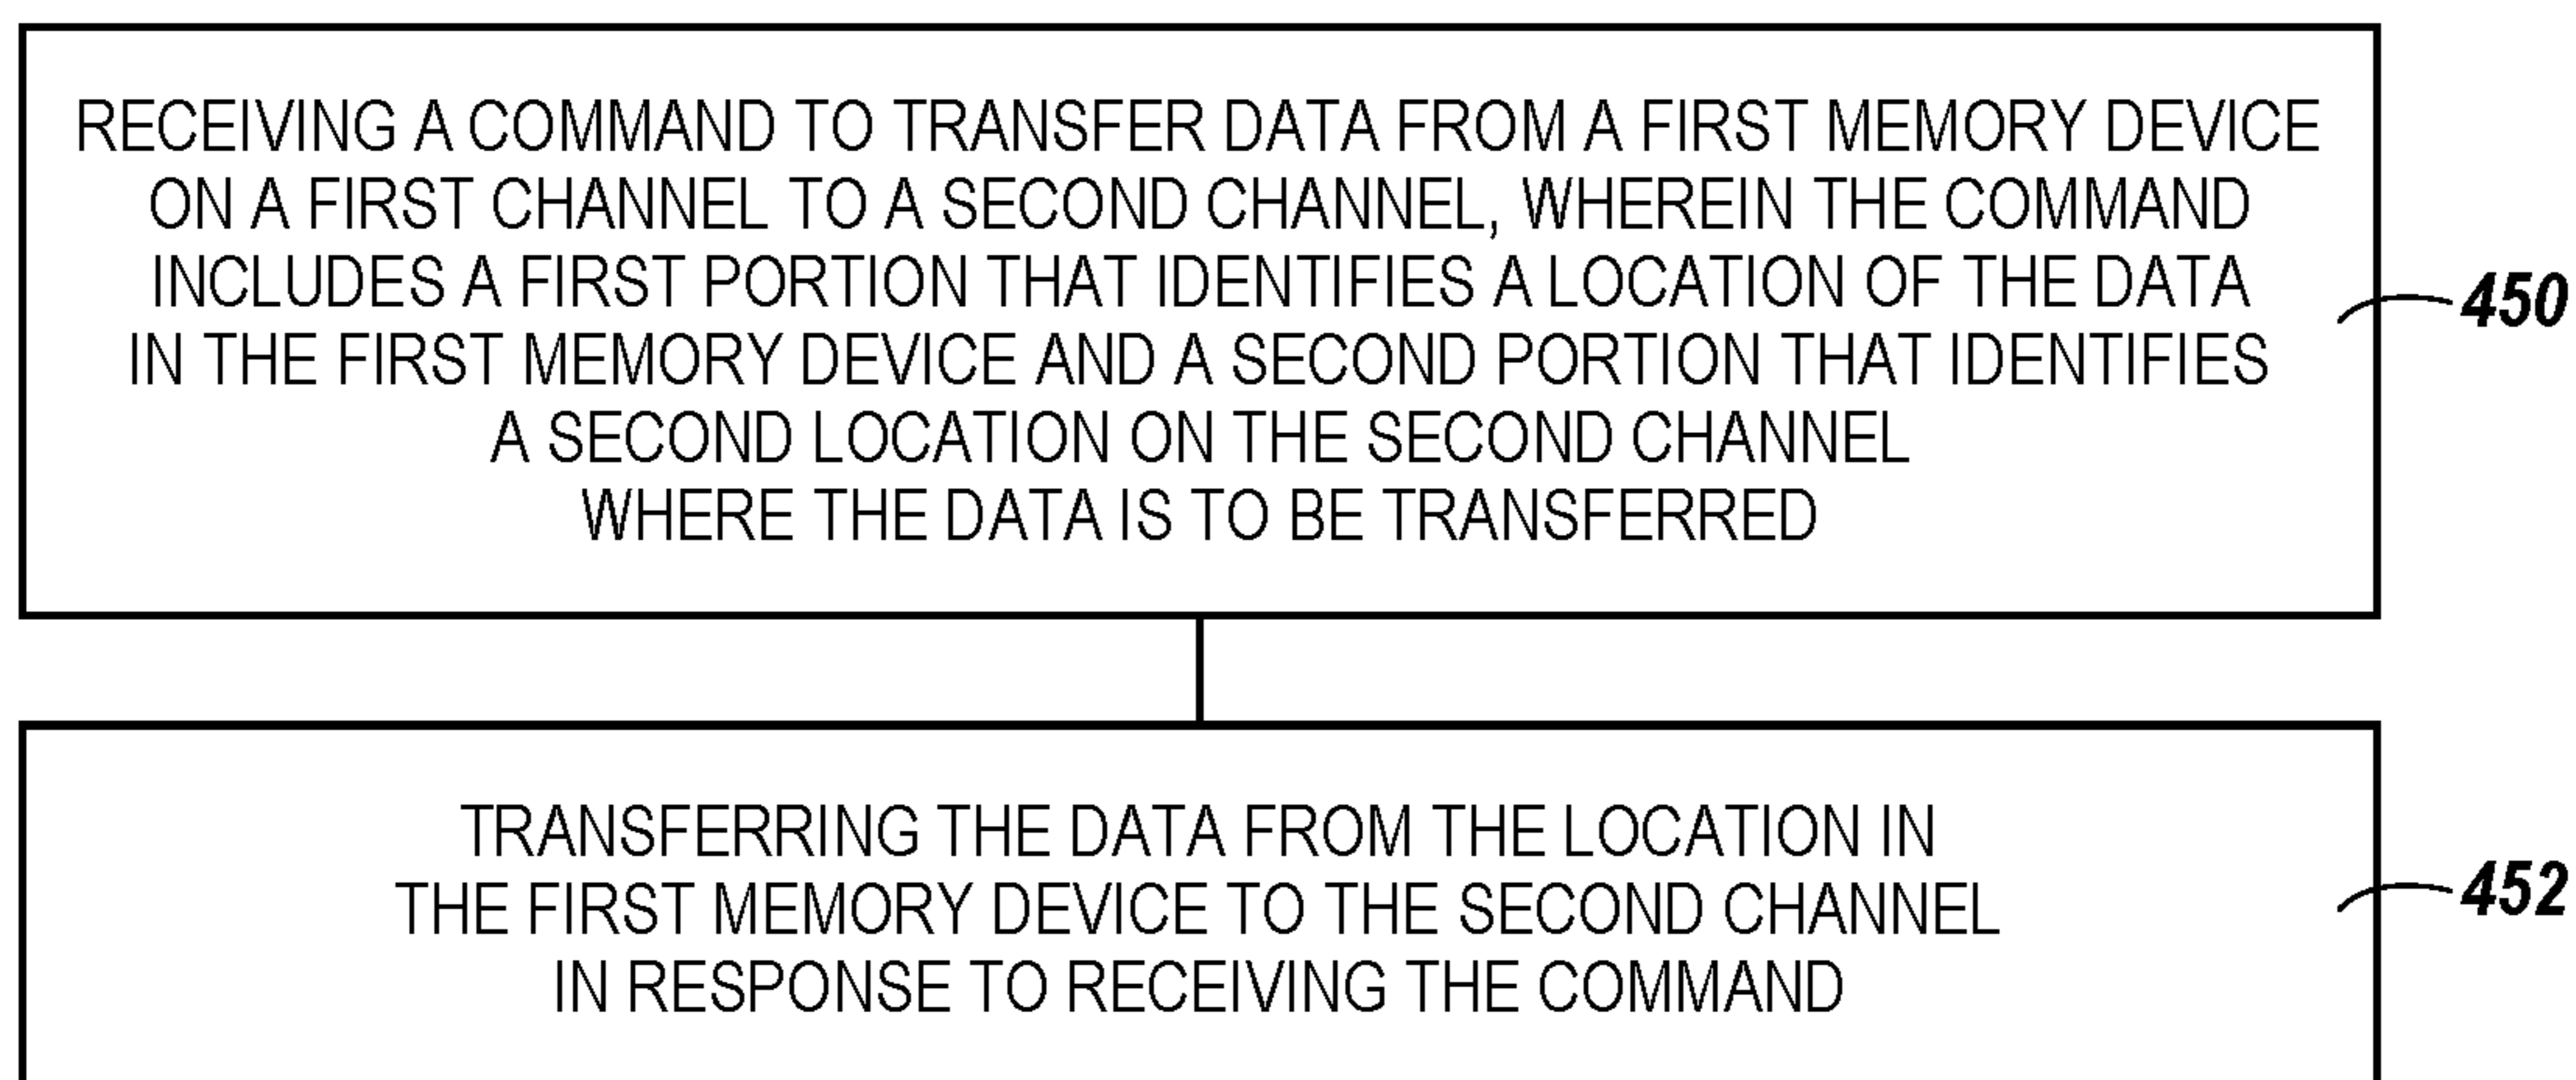 RECEIVING A COMMAND TO TRANSFER DATA FROM A FIRST MEMORY DEVICE
ON A FIRST CHANNEL TO A SECOND CHANNEL, WHEREIN THE COMMAND
INCLUDES A FIRST PORTION THAT IDENTIFIES A LOCATION OF THE DATA
IN THE FIRST MEMORY DEVICE AND A SECOND PORTION THAT IDENTIFIES
A SECOND LOCATION ON THE SECOND CHANNEL
WHERE THE DATA IS TO BE TRANSFERRED
450
TRANSFERRING THE DATA FROM THE LOCATION IN
THE FIRST MEMORY DEVICE TO THE SECOND CHANNEL
IN RESPONSE TO RECEIVING THE COMMAND
452